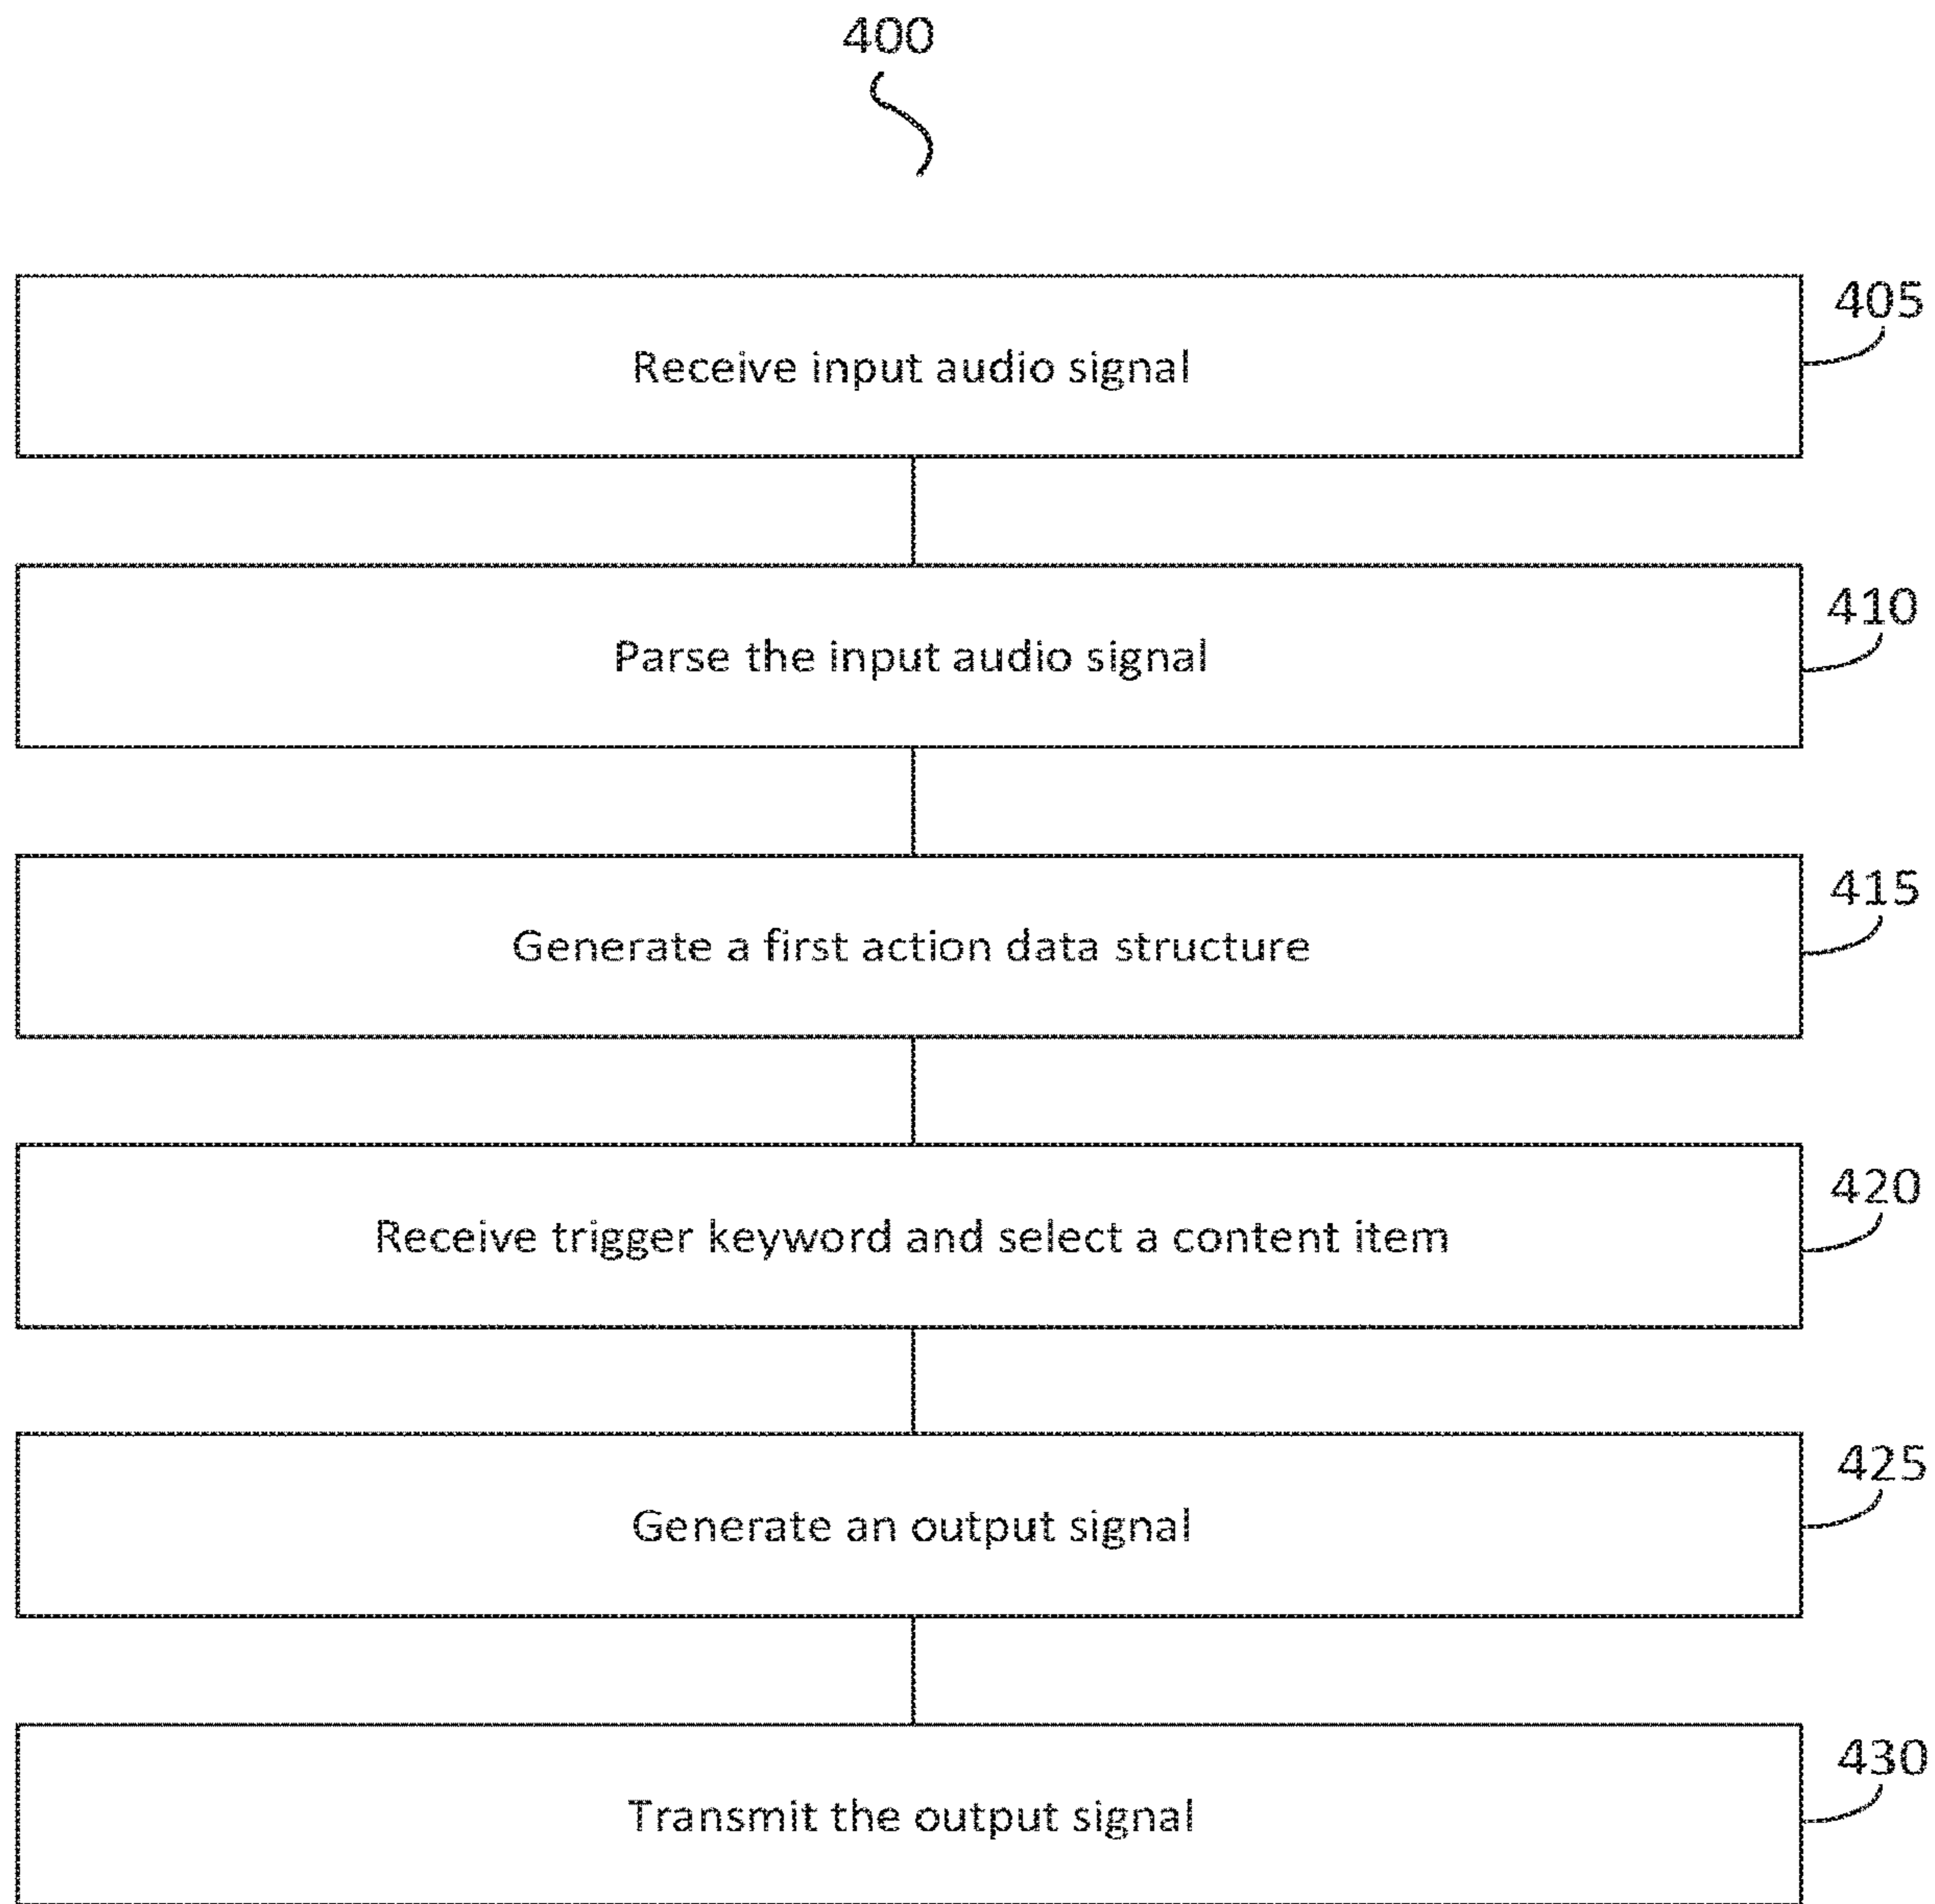 400
Receive input audio signal
405
Parse the input audio signal
410
Generate a first action data structure
415
Receive trigger keyword and select a content item
420
Generate an output signal
425
Transmit the output signal
430